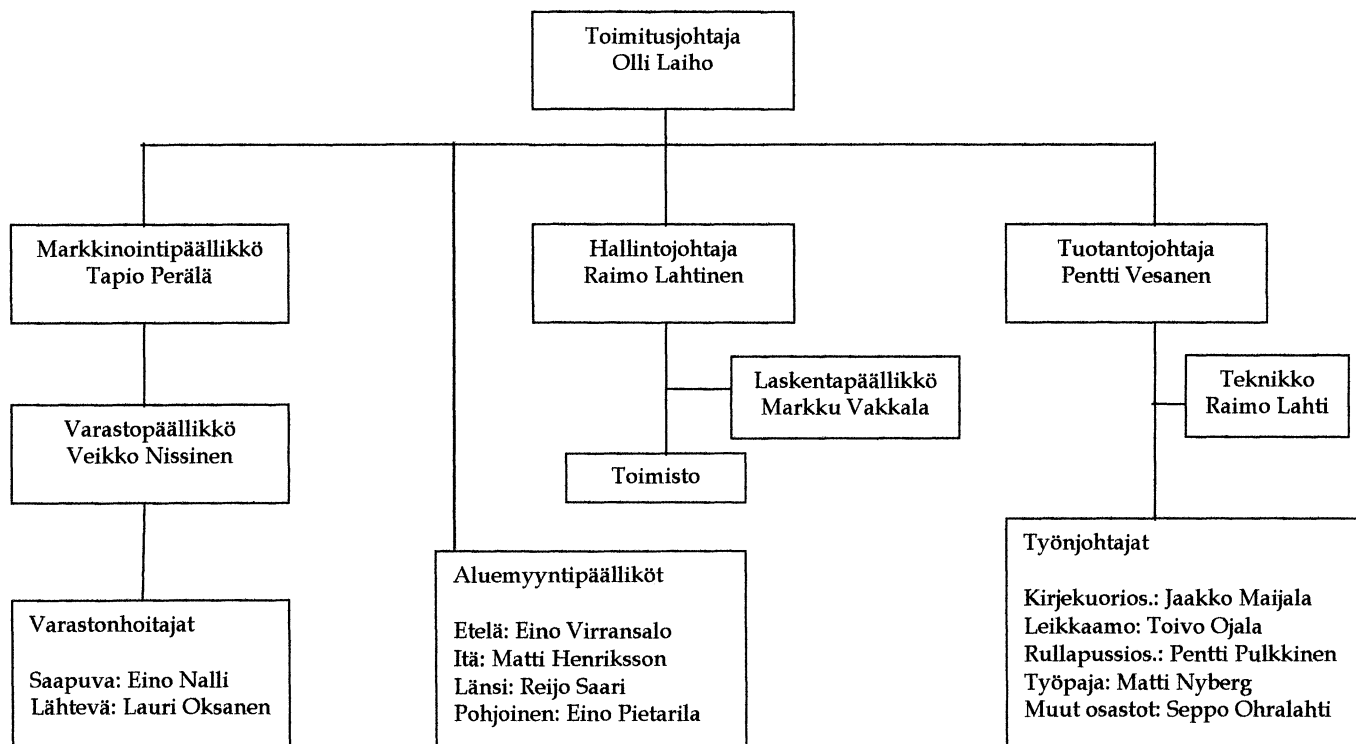 Toimitusjohtaja
Olli Laiho
Markkinointipäällikkö
Tapio Perälä
Hallintojohtaja
Raimo Lahtinen
Tuotantojohtaja
Pentti Vesanen
Laskentapäällikkö
Markku Vakkala
Teknikko
Raimo Lahti
Varastopäällikkö
Veikko Nissinen
Toimisto
Varastonhoitajat
Saapuva: Eino Nalli
Lähtevä: Lauri Oksanen
Aluemyyntipäälliköt
Etelä: Eino Virransalo
Itä: Matti Henriksson
Länsi: Reijo Saari
Pohjoinen: Eino Pietarila
Työnjohtajat
Kirjekuorios.: Jaakko Maijala
Leikkaamo: Toivo Ojala
Rullapussios.: Pentti Pulkkinen
Työpaja: Matti Nyberg
Muut osastot: Seppo Ohralahti